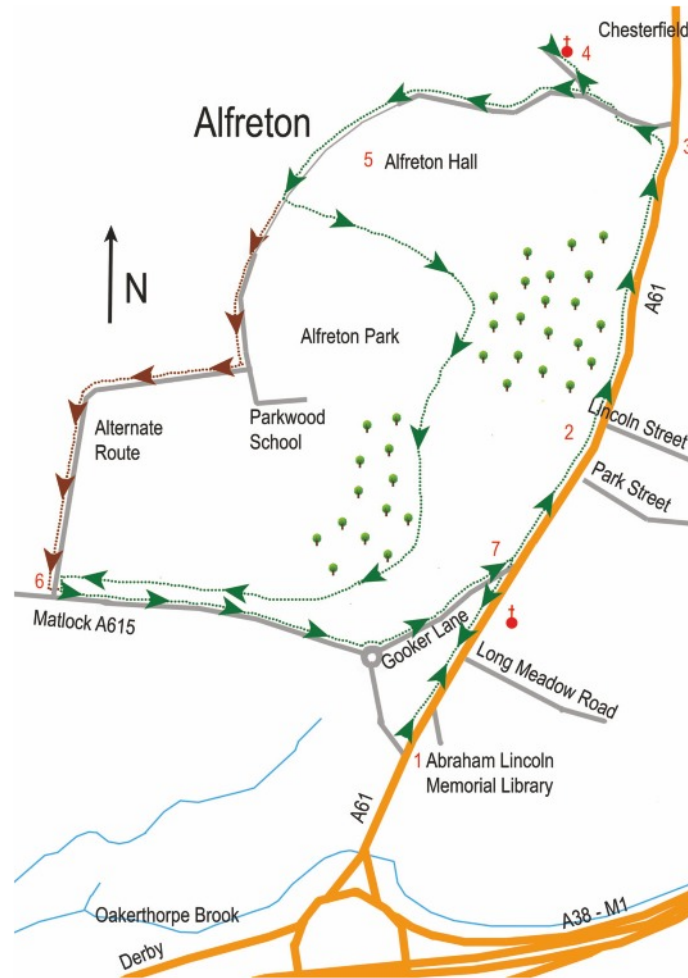 Chesterfield
4
Alfreton
3
5 Alfreton Hall
N
A61
Alfreton Park
Lincoln Street
Parkwood
School
Alternate
Route
2
Park Street
7
6
Matlock A615
Gooker Lane
Long Meadow Road
1 Abraham Lincoln
Memorial Library
A61
Oakerthorpe Brook
A38 - M1
Derby